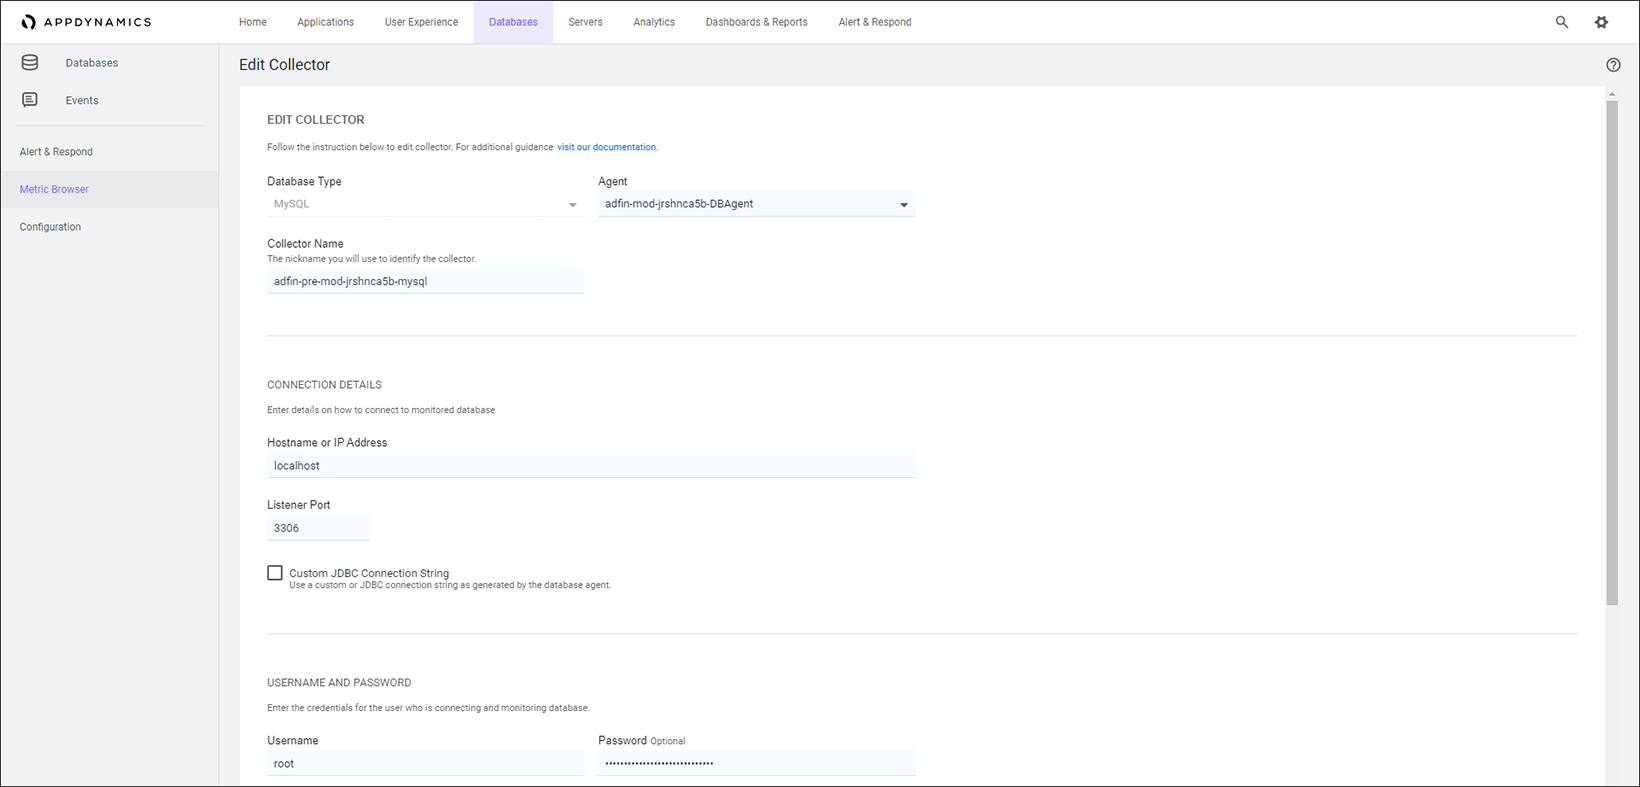 APPDYNAMICS
Home Applications User Experience Databases Servers Analytics Dashboards & Reports Alert & Respond
Databases
Events
Alert & Respond
Metric Browser
Configuration
Edit Collector
EDIT COLLECTOR
Follow the instruction below to edit collector. For additional guidance visit our documentation.
Database Type Agent
MySQL adfin-mod-jrshnca5b-DBAgent
Collector Name
The nickname you will use to identify the collector.
adfin-pre-mod-jrshnca5b-mysql
CONNECTION DETAILS
Enter details on how to connect to monitored database
Hostname or IP Address
localhost
Listener Port
3306
Custom JDBC Connection String
Use a custom or JDBC connection string as generated by the database agent.
USERNAME AND PASSWORD
Enter the credentials for the user who is connecting and monitoring database.
Username Password Optional
root